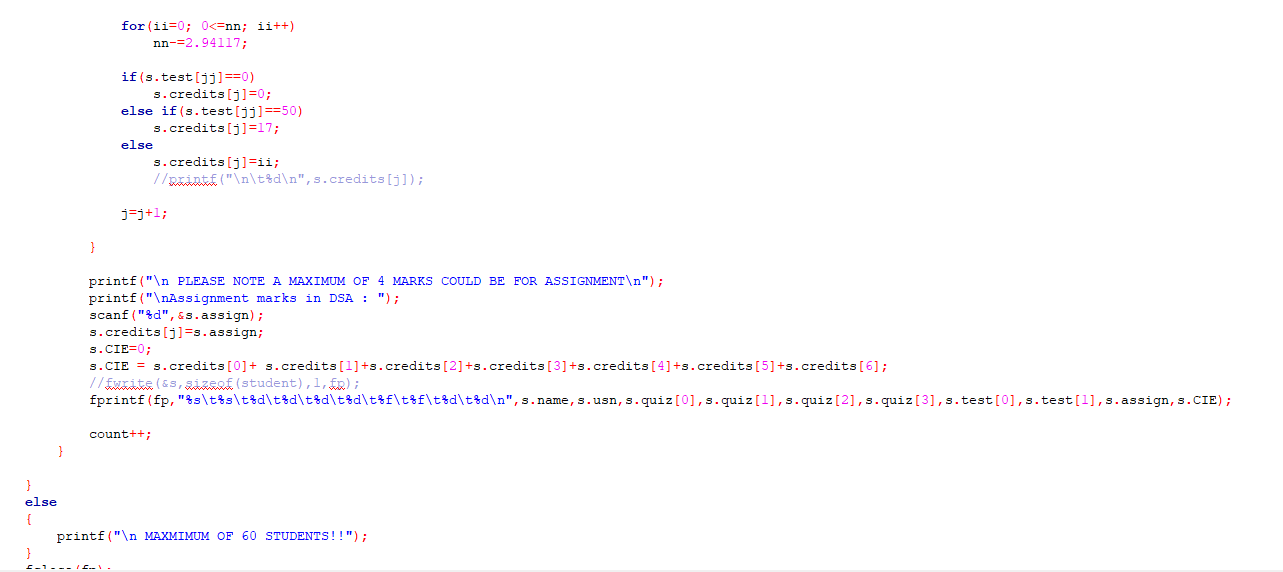 for(ii=0; 0<=nn; ii++)
nn-=2.94117;
if(s.test[jj]==0)
s.credits[j]=0;
else if(s.test[jj]==50)
s.credits[j]=17;
else
s.credits[j]=ii;
//printf("\n\t%d\n",s.credits[j]);
j=j+1;
}
printf("\n PLEASE NOTE A MAXIMUM OF 4 MARKS COULD BE FOR ASSIGNMENT\n");
printf("\nAssignment marks in DSA : ");
scanf("%d",&s.assign);
s.credits[j]=s.assign;
s.CIE=0;
s.CIE = s.credits[0]+ s.credits[1]+s.credits[2]+s.credits[3]+s.credits[4]+s.credits[5]+s.credits[6];
//fwrite(&s,sizeof(student),1,fp);
fprintf(fp,"%s\t%s\t%d\t%d\t%d\t%d\t%f\t%f\t%d\t%d\n",s.name,s.usn,s.quiz[0],s.quiz[1],s.quiz[2],s.quiz[3],s.test[0],s.test[1],s.assign,s.CIE);
count++;
}
}
else
{
printf("\n MAXMIMUM OF 60 STUDENTS!!");
}